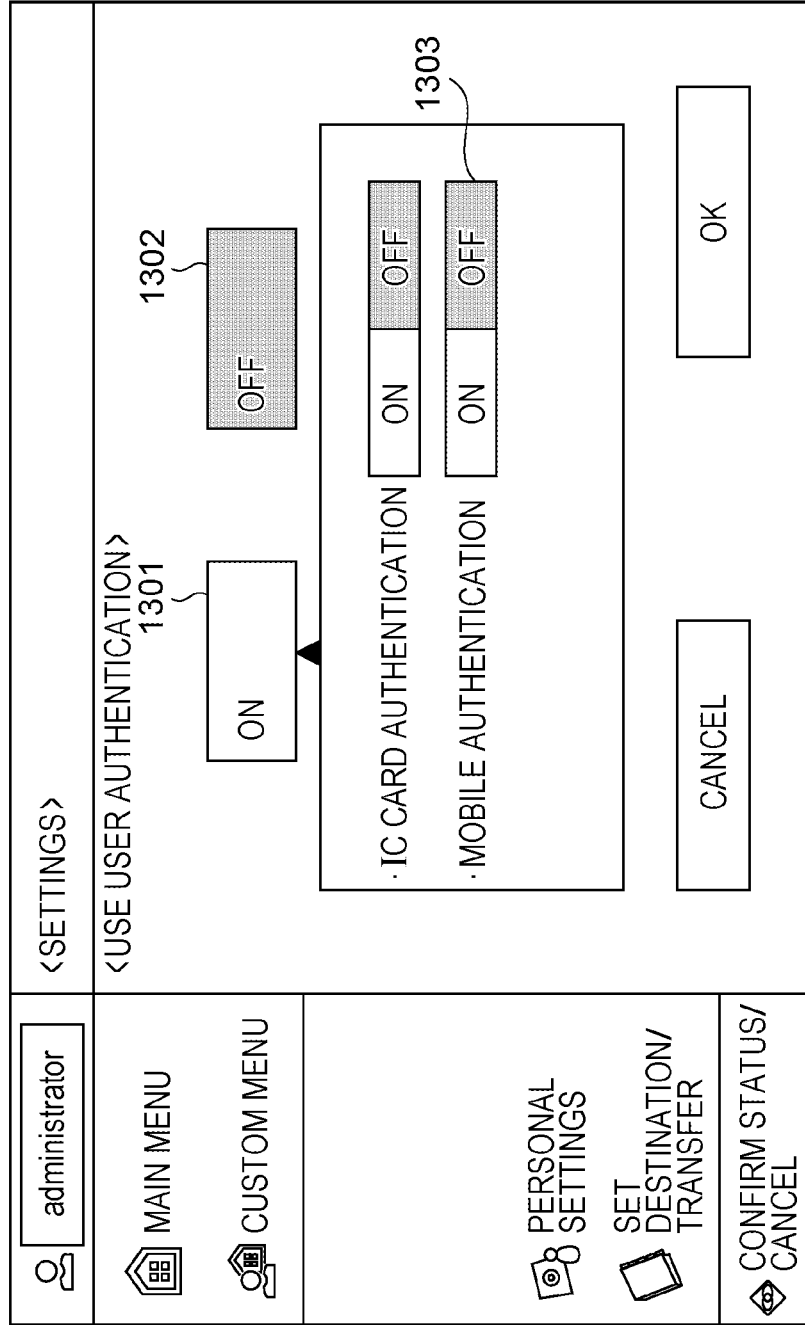 administrator
<SETTINGS>
MAIN MENU
CUSTOM MENU
PERSONAL
SETTINGS
SET
DESTINATION/
TRANSFER
CONFIRM STATUS/
CANCEL
<USE USER AUTHENTICATION>
1301
1302
ON
OFF
1303
· IC CARD AUTHENTICATION ON OFF
· MOBILE AUTHENTICATION ON OFF
CANCEL
OK